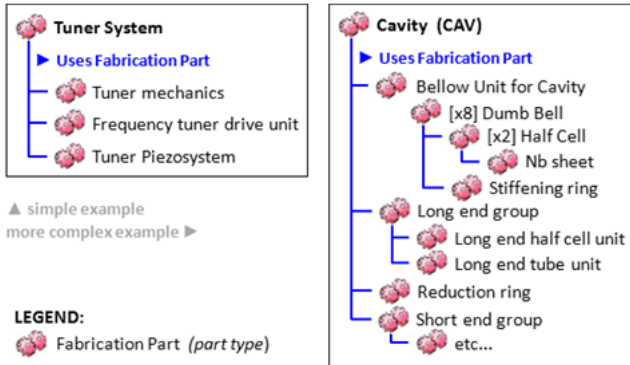 Tuner System
► Uses Fabrication Part
Tuner mechanics
Frequency tuner drive unit
Tuner Piezosystem
▲ simple example
more complex example ►
LEGEND:
Fabrication Part (part type)
Cavity (CAV)
► Uses Fabrication Part
Bellow Unit for Cavity
[x8] Dumb Bell
[x2] Half Cell
Nb sheet
Stiffening ring
Long end group
Long end half cell unit
Long end tube unit
Reduction ring
Short end group
etc...